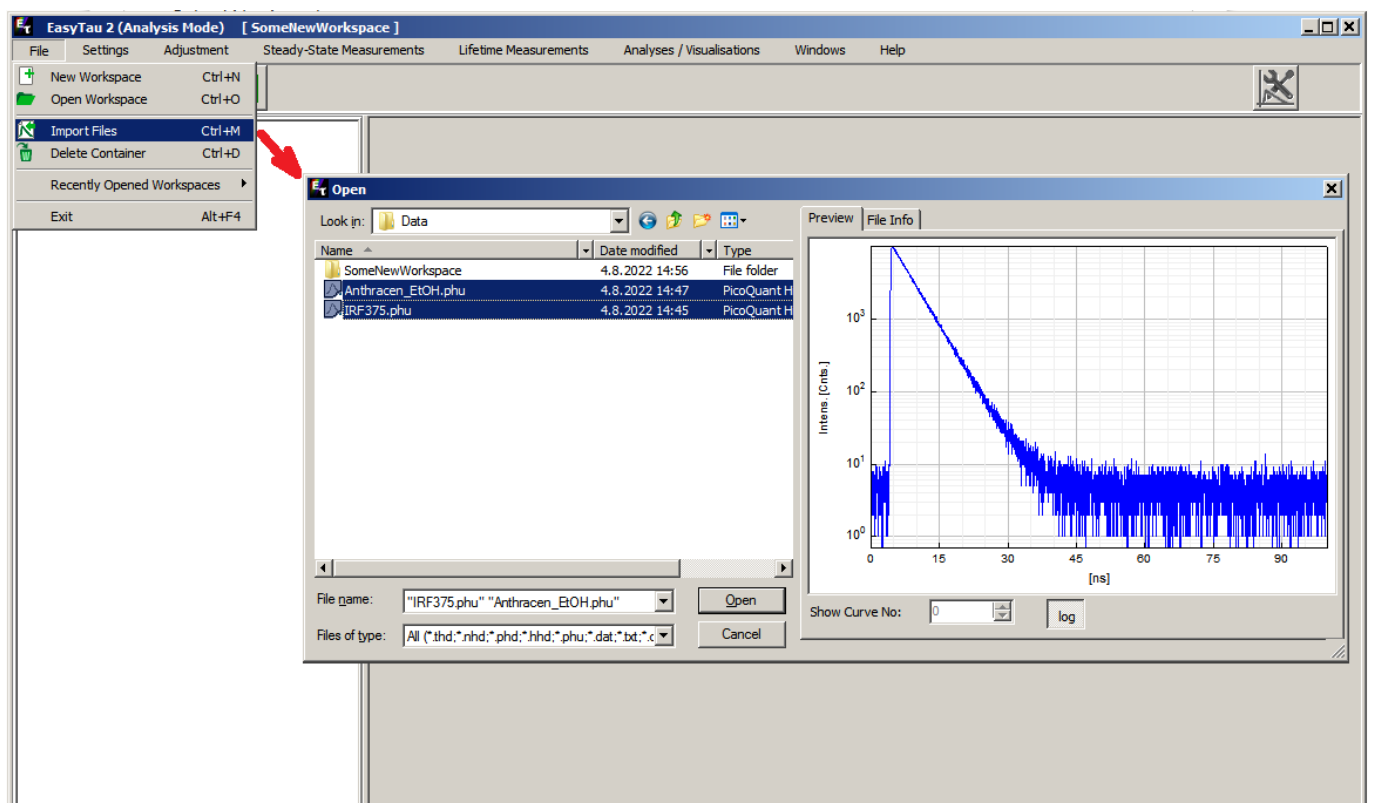 EasyTau 2 (Analysis Mode) [ SomeNewWorkspace ]
File Settings Adjustment Steady-State Measurements Lifetime Measurements Analyses / Visualisations Windows Help
New Workspace Ctrl+N
Open Workspace Ctrl+O
Import Files Ctrl+M
Delete Container Ctrl+D
Recently Opened Workspaces
Exit Alt+F4
Open
Look in: Data
Name Date modified Type
SomeNewWorkspace 4.8.2022 14:56 File folder
Anthracen_EtOH.phu 4.8.2022 14:47 PicoQuant H
IRF375.phu 4.8.2022 14:45 PicoQuant H
File name: "IRF375.phu" "Anthracen_EtOH.phu" Open
Files of type: All (*.thd;*.nhd;*.phd;*.hhd;*.phu;*.dat;*.txt;*.c Cancel
Preview File Info
Intens. [Cnts.]
10³
10²
10¹
10⁰
0 15 30 45 60 75 90
[ns]
Show Curve No: 0 log